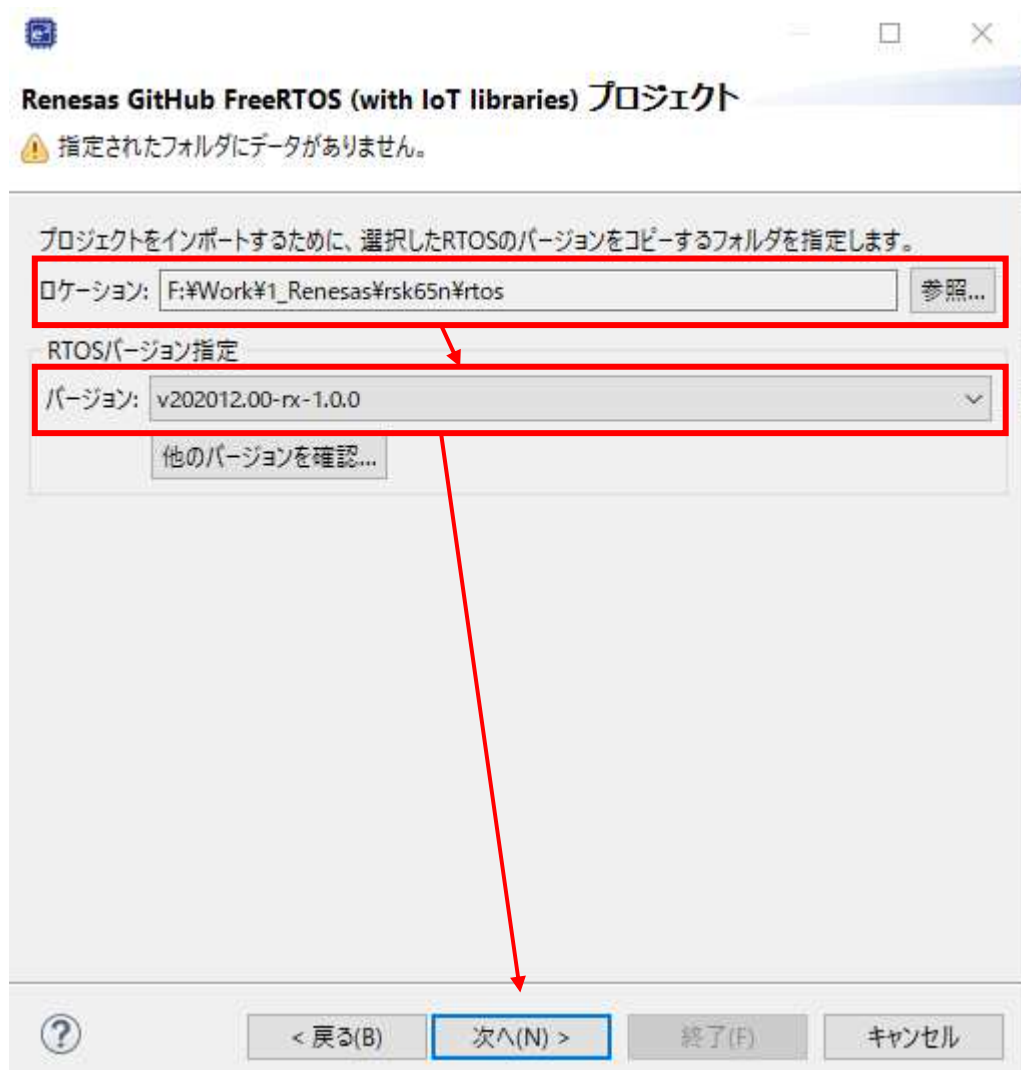 Renesas GitHub FreeRTOS (with IoT libraries) プロジェクト
指定されたフォルダにデータがありません。
プロジェクトをインポートするために、選択したRTOSのバージョンをコピーするフォルダを指定します。
ロケーション: F:¥Work¥1_Renesas¥rsk65n¥rtos 参照...
RTOSバージョン指定
バージョン: v202012.00-rx-1.0.0
他のバージョンを確認...
< 戻る(B) 次へ(N) > 終了(F) キャンセル